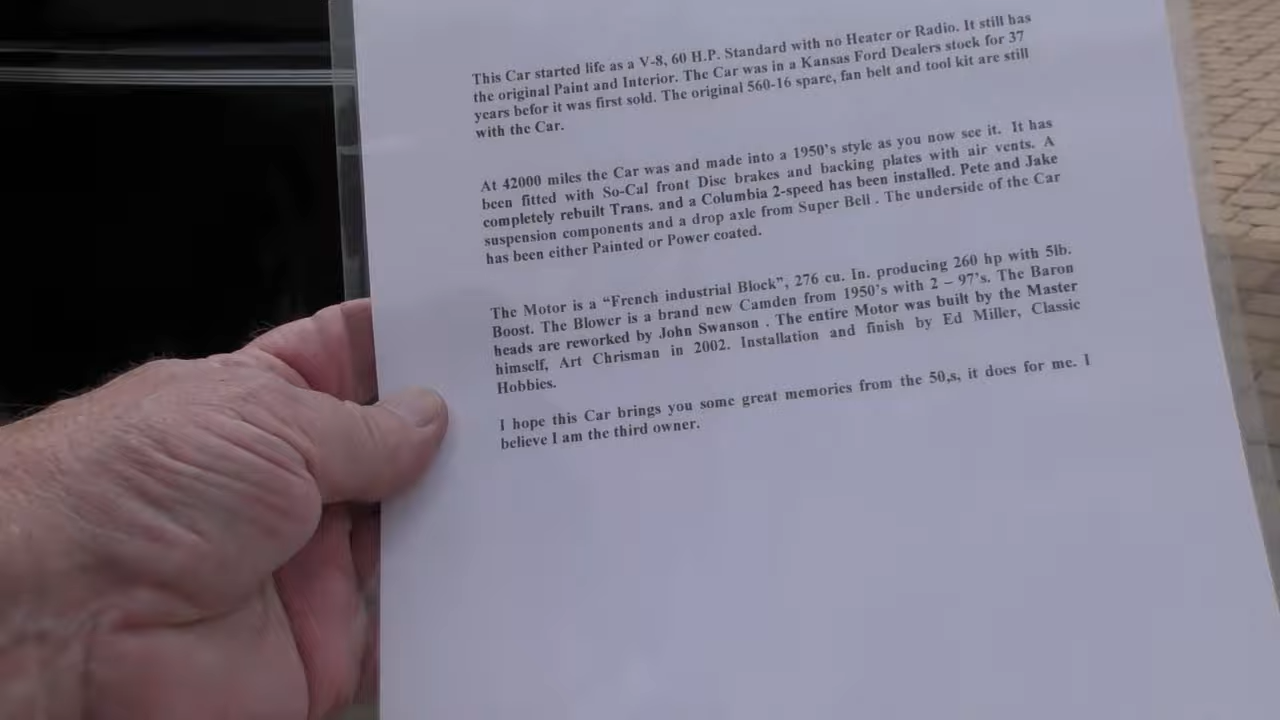 This Car started life as a V-8, 60 H.P. Standard with no Heater or Radio. It still has
the original Paint and Interior. The Car was in a Kansas Ford Dealers stock for 37
years befor it was first sold. The original 560-16 spare, fan belt and tool kit are still
with the Car.
At 42000 miles the Car was and made into a 1950's style as you now see it. It has
been fitted with So-Cal front Disc brakes and backing plates with air vents. A
completely rebuilt Trans. and a Columbia 2-speed has been installed. Pete and Jake
suspension components and a drop axle from Super Bell . The underside of the Car
has been either Painted or Power coated.
The Motor is a “French industrial Block”, 276 cu. In. producing 260 hp with 5lb.
Boost. The Blower is a brand new Camden from 1950's with 2 – 97's. The Baron
heads are reworked by John Swanson . The entire Motor was built by the Master
himself, Art Chrisman in 2002. Installation and finish by Ed Miller, Classic
Hobbies.
I hope this Car brings you some great memories from the 50,s, it does for me. I
believe I am the third owner.